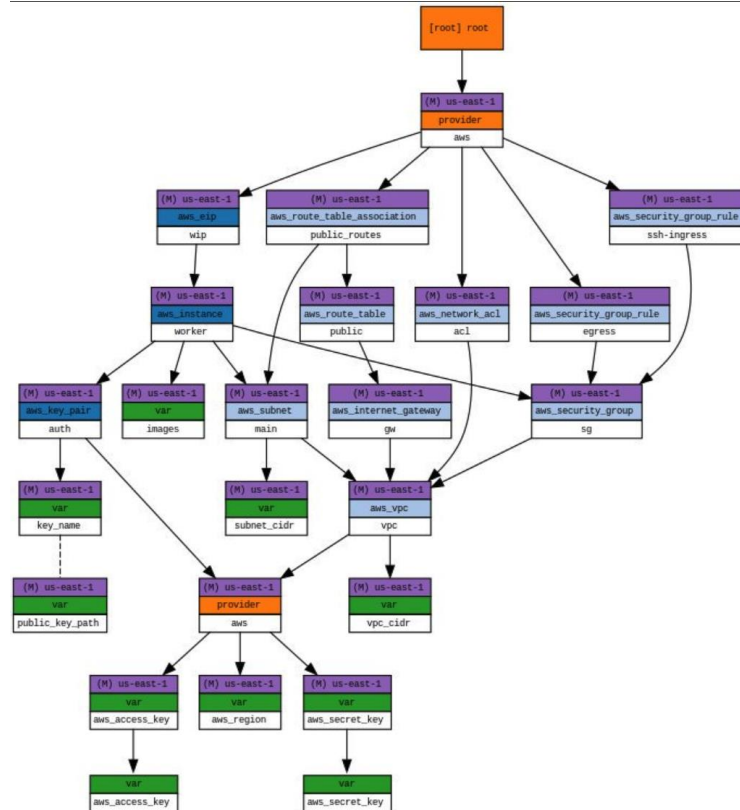 [root] root
(M) us-east-1
provider
aws
(M) us-east-1
aws_eip
wip
(M) us-east-1
aws_route_table_association
public_routes
(M) us-east-1
aws_security_group_rule
ssh-ingress
(M) us-east-1
aws_instance
worker
(M) us-east-1
aws_route_table
public
(M) us-east-1
aws_network_acl
acl
(M) us-east-1
aws_security_group_rule
egress
(M) us-east-1
aws_key_pair
auth
(M) us-east-1
var
images
(M) us-east-1
aws_subnet
main
(M) us-east-1
aws_internet_gateway
gw
(M) us-east-1
aws_security_group
sg
(M) us-east-1
var
key_name
(M) us-east-1
var
subnet_cidr
(M) us-east-1
aws_vpc
vpc
(M) us-east-1
var
public_key_path
(M) us-east-1
provider
aws
(M) us-east-1
var
vpc_cidr
(M) us-east-1
var
aws_access_key
(M) us-east-1
var
aws_region
(M) us-east-1
var
aws_secret_key
var
aws_access_key
var
aws_secret_key